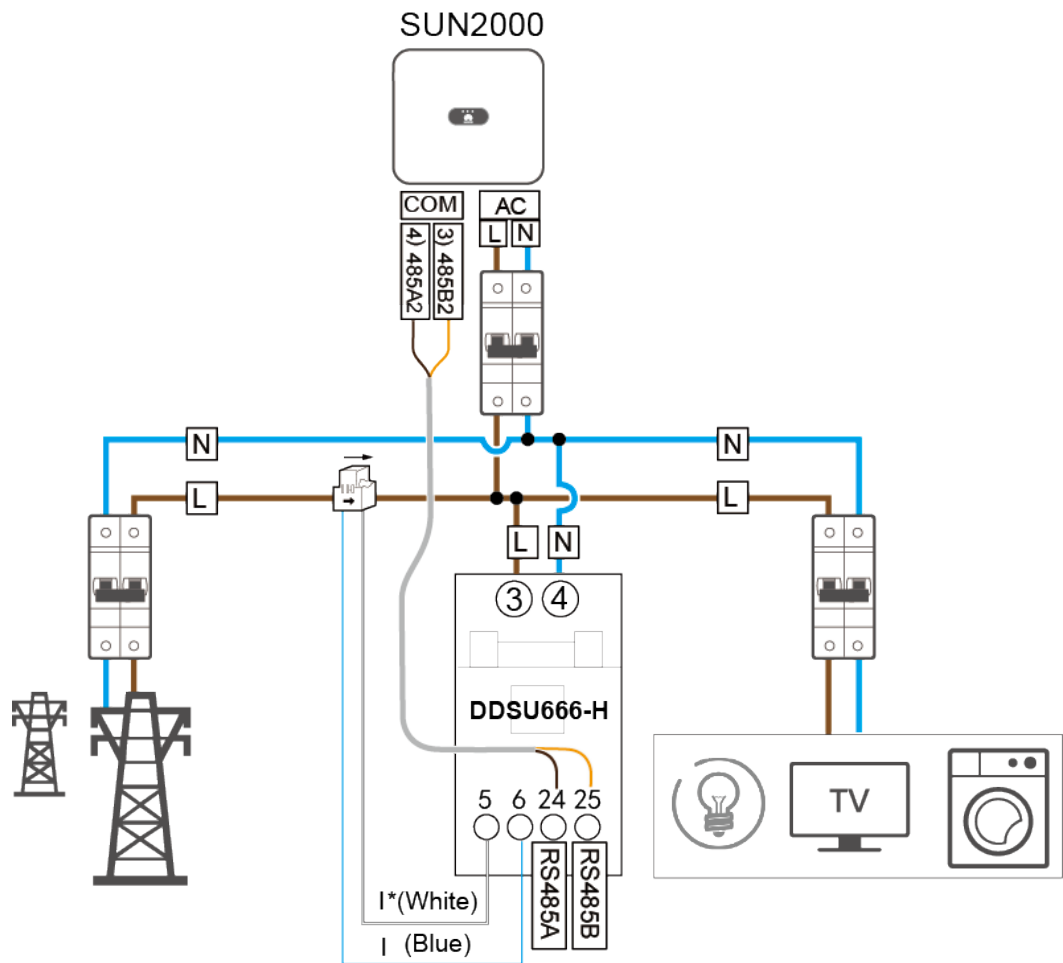 SUN2000
COM
AC
4) 485A2
3) 485B2
L
N
N
N
L
L
L
N
3
4
DDSU666-H
TV
5
6
24
25
RS485A
RS485B
I*(White)
I (Blue)